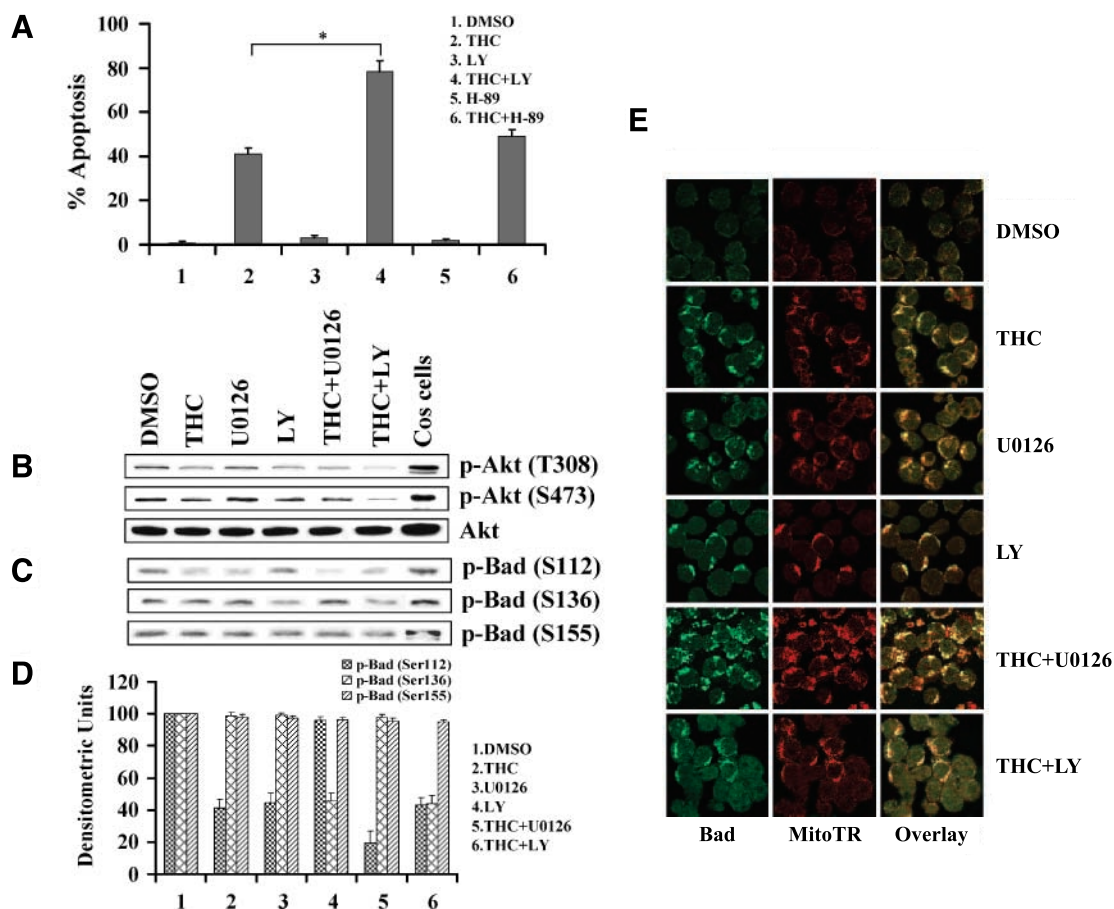 A
% Apoptosis
100
80
60
40
20
0
*
1. DMSO
2. THC
3. LY
4. THC+LY
5. H-89
6. THC+H-89
1 2 3 4 5 6
DMSO
THC
U0126
LY
THC+U0126
THC+LY
Cos cells
B
p-Akt (T308)
p-Akt (S473)
Akt
C
p-Bad (S112)
p-Bad (S136)
p-Bad (S155)
D
p-Bad (Ser112)
p-Bad (Ser136)
p-Bad (Ser155)
Densitometric Units
120
100
80
60
40
20
0
1.DMSO
2.THC
3.U0126
4.LY
5.THC+U0126
6.THC+LY
1 2 3 4 5 6
E
DMSO
THC
U0126
LY
THC+U0126
THC+LY
Bad MitoTR Overlay